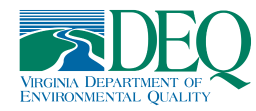 DEQ
VIRGINIA DEPARTMENT OF
ENVIRONMENTAL QUALITY